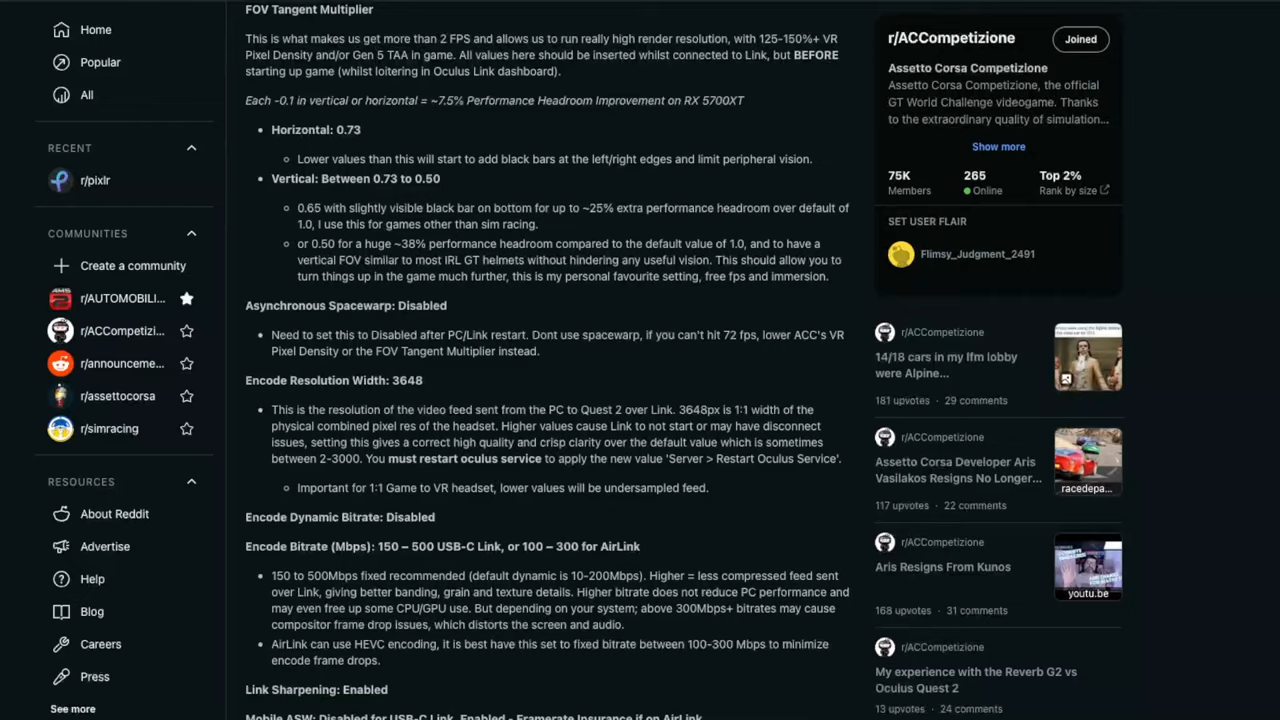 Home
Popular
All
RECENT
r/pixlr
COMMUNITIES
Create a community
r/AUTOMOBILI...
r/ACCompetizi...
r/announceme...
r/assettocorsa
r/simracing
RESOURCES
About Reddit
Advertise
Help
Blog
Careers
Press
See more
FOV Tangent Multiplier
This is what makes us get more than 2 FPS and allows us to run really high render resolution, with 125-150%+ VR
Pixel Density and/or Gen 5 TAA in game. All values here should be inserted whilst connected to Link, but BEFORE
starting up game (whilst loitering in Oculus Link dashboard).
Each -0.1 in vertical or horizontal = ~7.5% Performance Headroom Improvement on RX 5700XT
• Horizontal: 0.73
Lower values than this will start to add black bars at the left/right edges and limit peripheral vision.
• Vertical: Between 0.73 to 0.50
0.65 with slightly visible black bar on bottom for up to ~25% extra performance headroom over default of
1.0, I use this for games other than sim racing.
or 0.50 for a huge ~38% performance headroom compared to the default value of 1.0, and to have a
vertical FOV similar to most IRL GT helmets without hindering any useful vision. This should allow you to
turn things up in the game much further, this is my personal favourite setting, free fps and immersion.
Asynchronous Spacewarp: Disabled
• Need to set this to Disabled after PC/Link restart. Dont use spacewarp, if you can't hit 72 fps, lower ACC's VR
Pixel Density or the FOV Tangent Multiplier instead.
Encode Resolution Width: 3648
• This is the resolution of the video feed sent from the PC to Quest 2 over Link. 3648px is 1:1 width of the
physical combined pixel res of the headset. Higher values cause Link to not start or may have disconnect
issues, setting this gives a correct high quality and crisp clarity over the default value which is sometimes
between 2-3000. You must restart oculus service to apply the new value 'Server > Restart Oculus Service'.
Important for 1:1 Game to VR headset, lower values will be undersampled feed.
Encode Dynamic Bitrate: Disabled
Encode Bitrate (Mbps): 150 – 500 USB-C Link, or 100 – 300 for AirLink
• 150 to 500Mbps fixed recommended (default dynamic is 10-200Mbps). Higher = less compressed feed sent
over Link, giving better banding, grain and texture details. Higher bitrate does not reduce PC performance and
may even free up some CPU/GPU use. But depending on your system; above 300Mbps+ bitrates may cause
compositor frame drop issues, which distorts the screen and audio.
• AirLink can use HEVC encoding, it is best have this set to fixed bitrate between 100-300 Mbps to minimize
encode frame drops.
Link Sharpening: Enabled
Mobile ASW: Disabled for USB-C Link, Enabled - Framerate Insurance if on AirLink
r/ACCompetizione
Joined
Assetto Corsa Competizione
Assetto Corsa Competizione, the official
GT World Challenge videogame. Thanks
to the extraordinary quality of simulation...
Show more
75K 265 Top 2%
Members Online Rank by size
SET USER FLAIR
Flimsy_Judgment_2491
r/ACCompetizione
14/18 cars in my lfm lobby
were Alpine...
181 upvotes · 29 comments
r/ACCompetizione
Assetto Corsa Developer Aris
Vasilakos Resigns No Longer...
racedepa...
117 upvotes · 22 comments
r/ACCompetizione
Aris Resigns From Kunos
youtu.be
168 upvotes · 31 comments
r/ACCompetizione
My experience with the Reverb G2 vs
Oculus Quest 2
13 upvotes · 24 comments